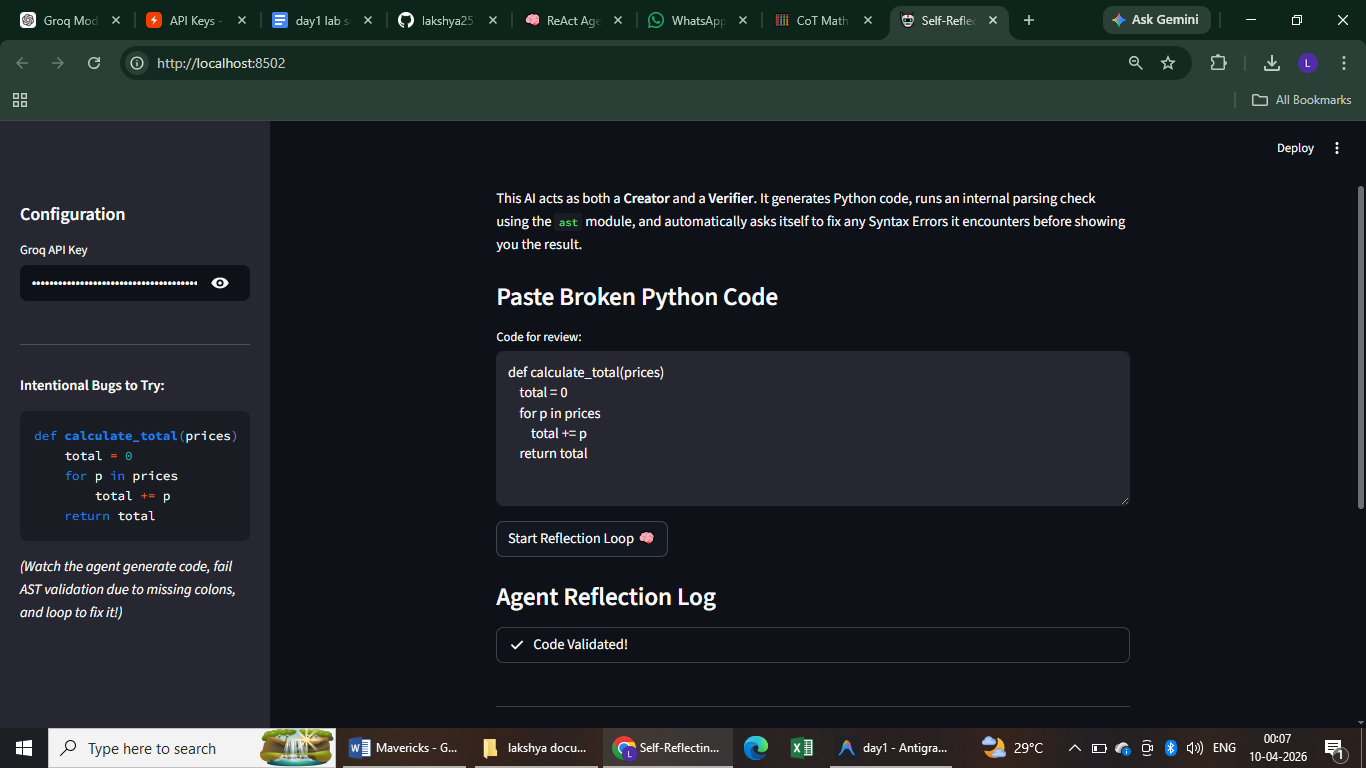 Groq Mod
API Keys -
day1 lab s
lakshya25
ReAct Age
WhatsApp
CoT Math
Self-Refle
Ask Gemini
http://localhost:8502
L
All Bookmarks
Deploy
Configuration
Groq API Key
Intentional Bugs to Try:
def calculate_total(prices)
total = 0
for p in prices
total += p
return total
(Watch the agent generate code, fail
AST validation due to missing colons,
and loop to fix it!)
This AI acts as both a Creator and a Verifier. It generates Python code, runs an internal parsing check
using the ast module, and automatically asks itself to fix any Syntax Errors it encounters before showing
you the result.
Paste Broken Python Code
Code for review:
def calculate_total(prices)
total = 0
for p in prices
total += p
return total
Start Reflection Loop
Agent Reflection Log
Code Validated!
Type here to search
Mavericks - G...
lakshya docu...
L
Self-Reflectin...
day1 - Antigra...
29°C
ENG
00:07
10-04-2026
1